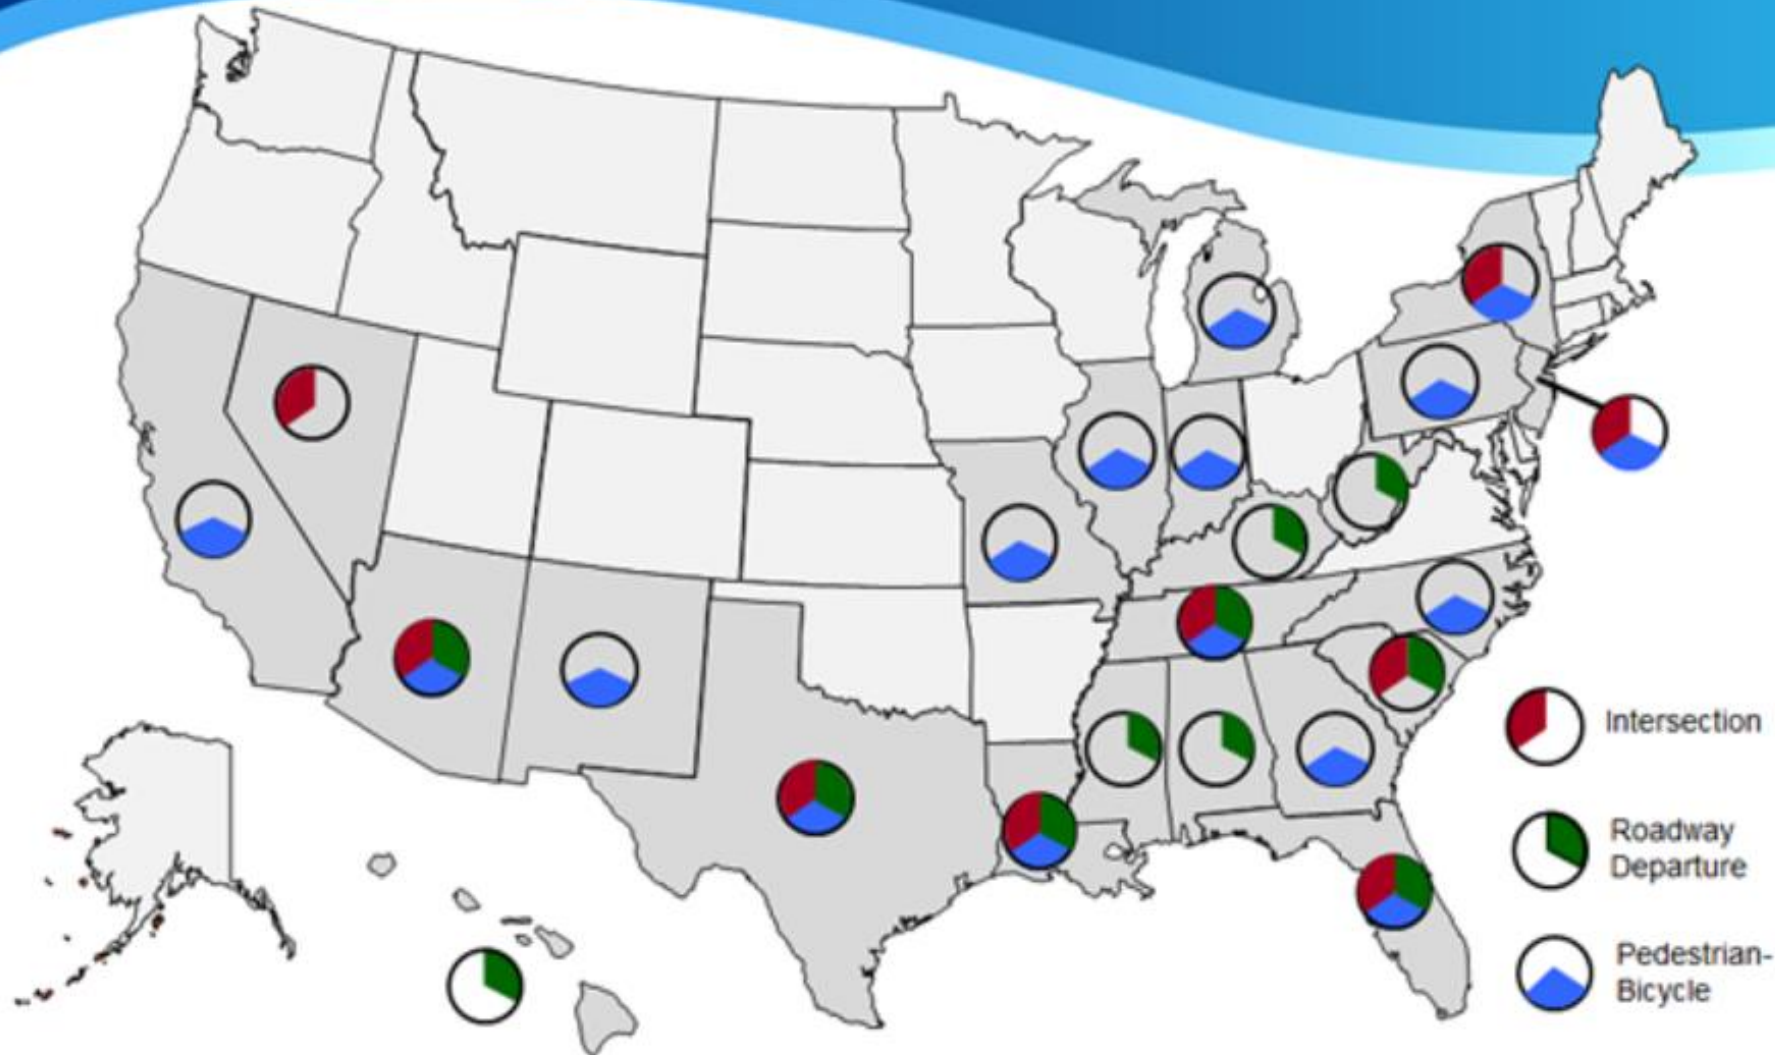 Intersection
Roadway
Departure
Pedestrian-
Bicycle